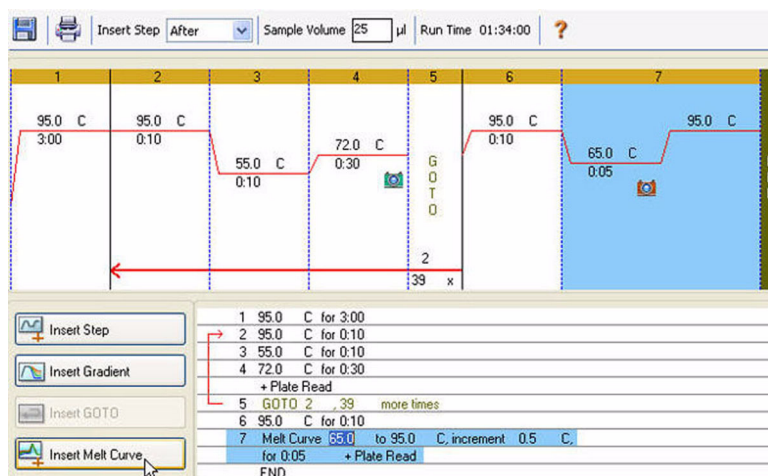 Insert Step After Sample Volume 25 µl Run Time 01:34:00 ?
1 2 3 4 5 6 7
95.0 C 95.0 C 95.0 C 95.0 C
3:00 0:10 0:10
72.0 C
0:30
65.0 C
0:05
55.0 C
0:10
G
O
T
O
2
39 x
Insert Step
Insert Gradient
Insert GOTO
Insert Melt Curve
1 95.0 C for 3:00
2 95.0 C for 0:10
3 55.0 C for 0:10
4 72.0 C for 0:30
+ Plate Read
5 GOTO 2 , 39 more times
6 95.0 C for 0:10
7 Melt Curve 65.0 to 95.0 C, increment 0.5 C,
for 0:05 + Plate Read
END